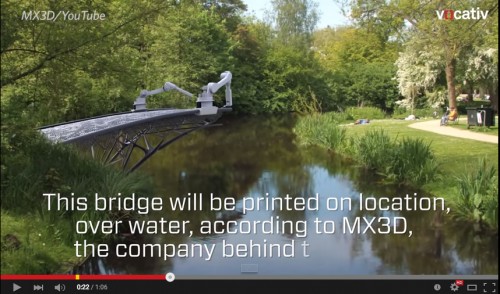 MX3D/YouTube
vocativ
This bridge will be printed on location,
over water, according to MX3D,
the company behind t
0:22 / 1:06